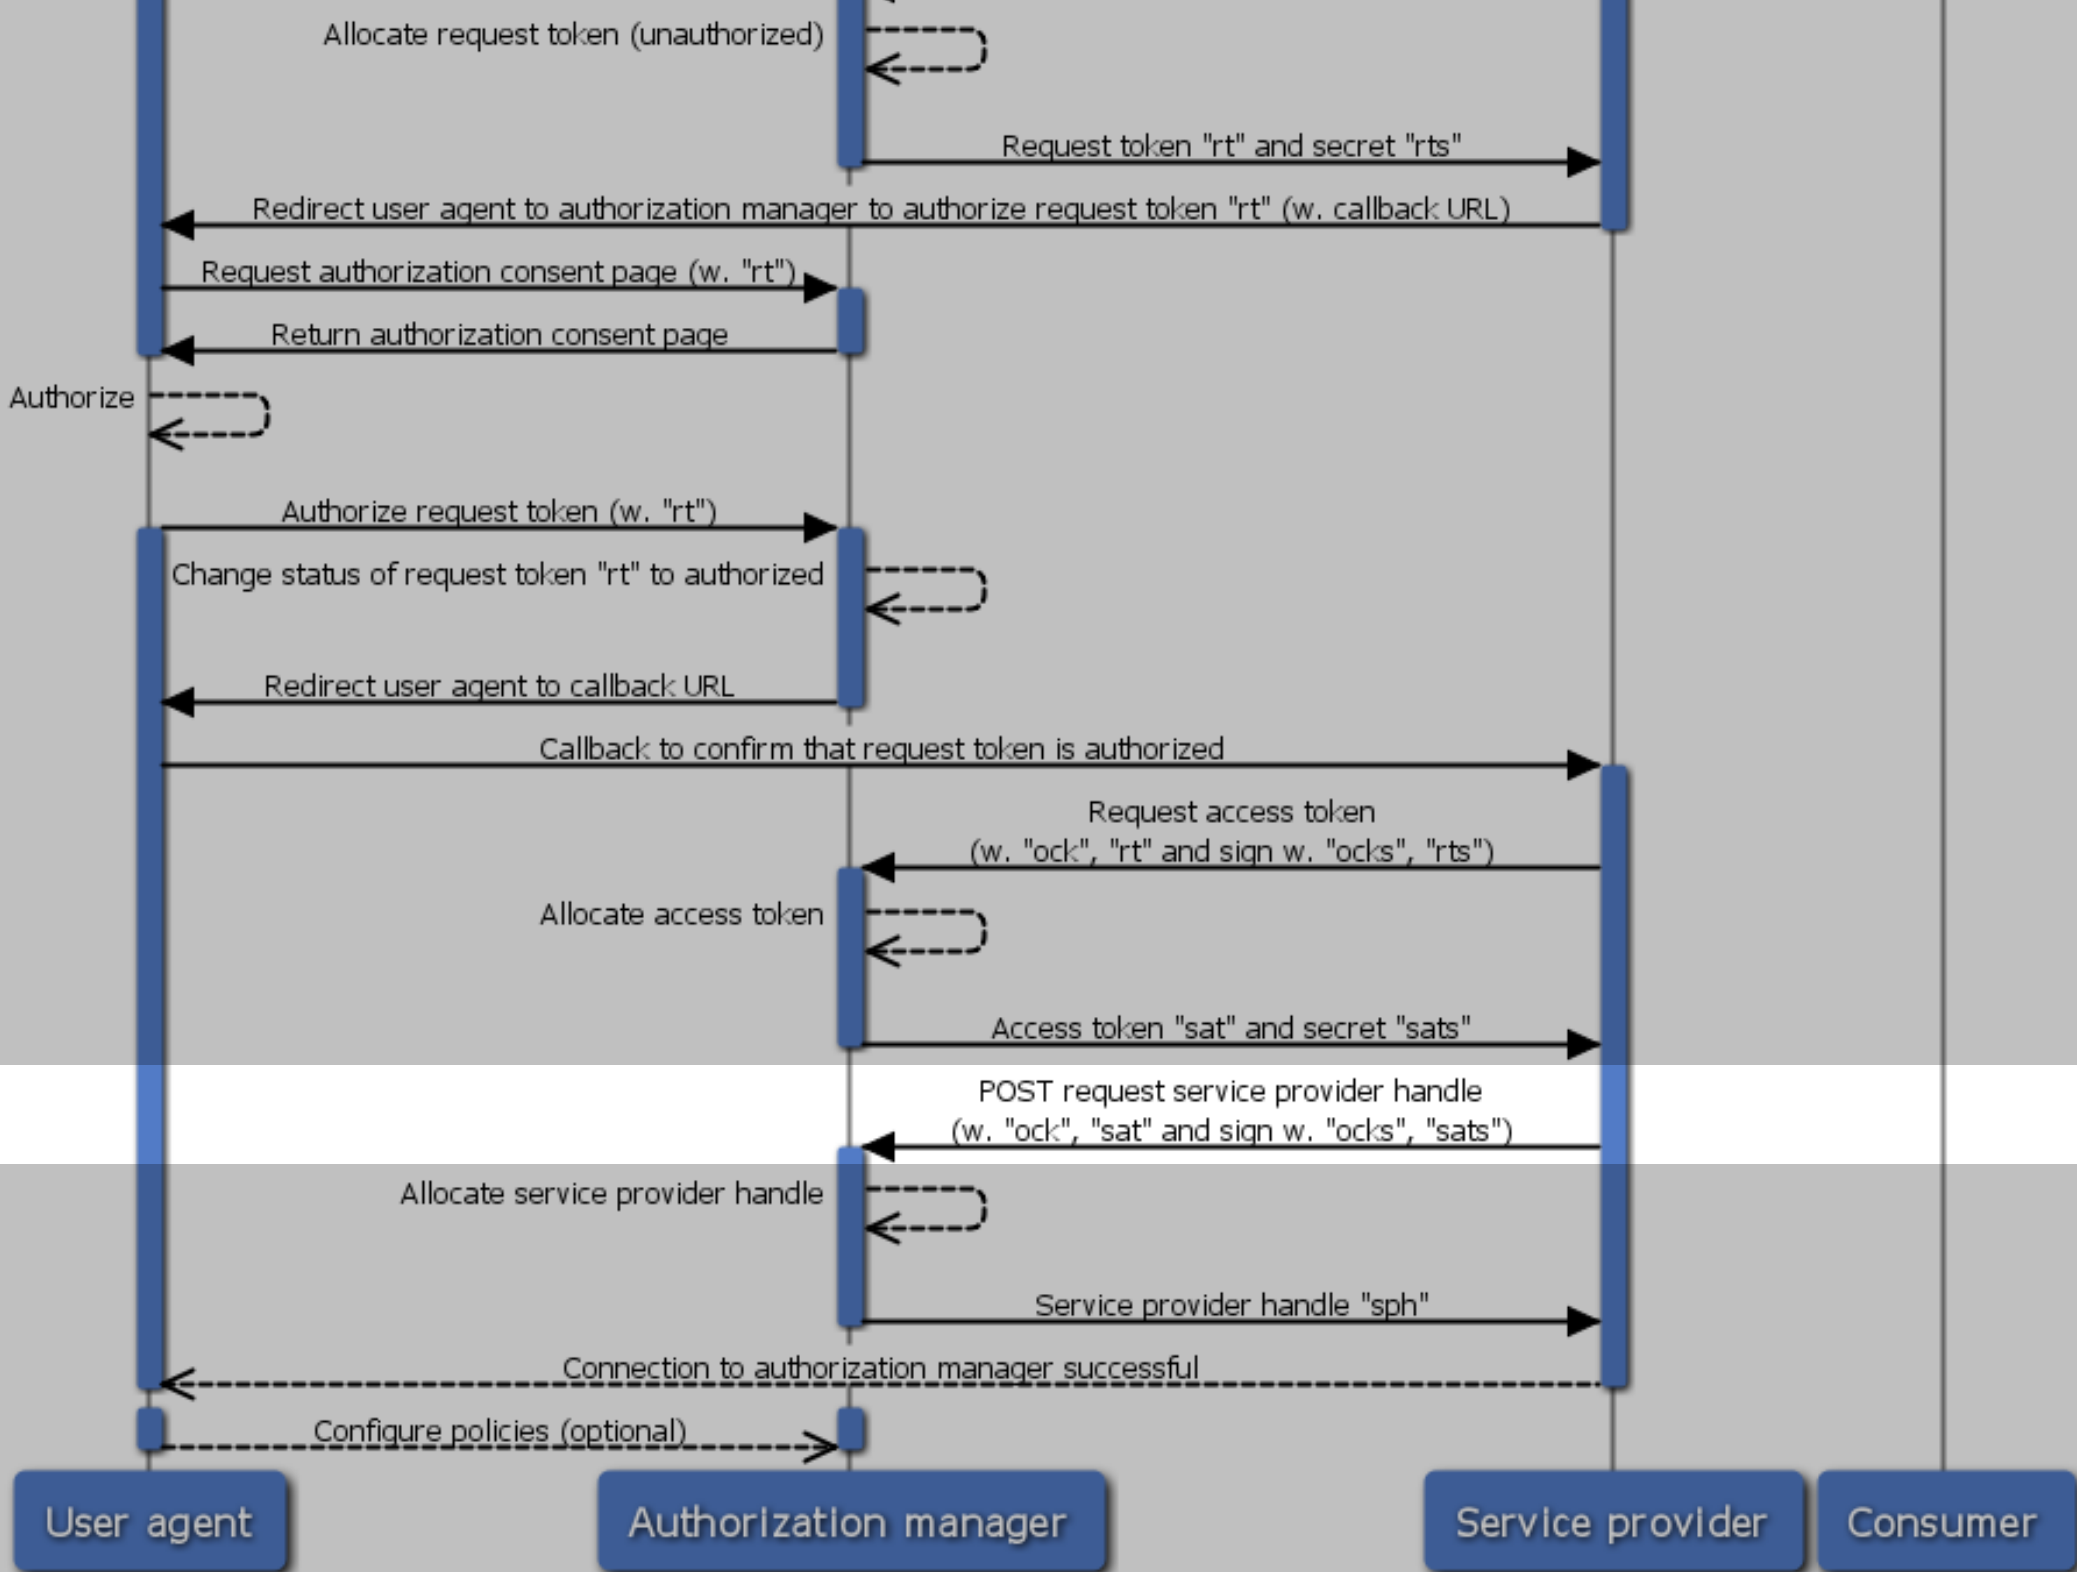 Allocate request token (unauthorized)
Request token "rt" and secret "rts"
Redirect user agent to authorization manager to authorize request token "rt" (w. callback URL)
Request authorization consent page (w. "rt")
Return authorization consent page
Authorize
Authorize request token (w. "rt")
Change status of request token "rt" to authorized
Redirect user agent to callback URL
Callback to confirm that request token is authorized
Request access token
(w. "ock", "rt" and sign w. "ocks", "rts")
Allocate access token
Access token "sat" and secret "sats"
POST request service provider handle
(w. "ock", "sat" and sign w. "ocks", "sats")
Allocate service provider handle
Service provider handle "sph"
Connection to authorization manager successful
Configure policies (optional)
User agent
Authorization manager
Service provider
Consumer